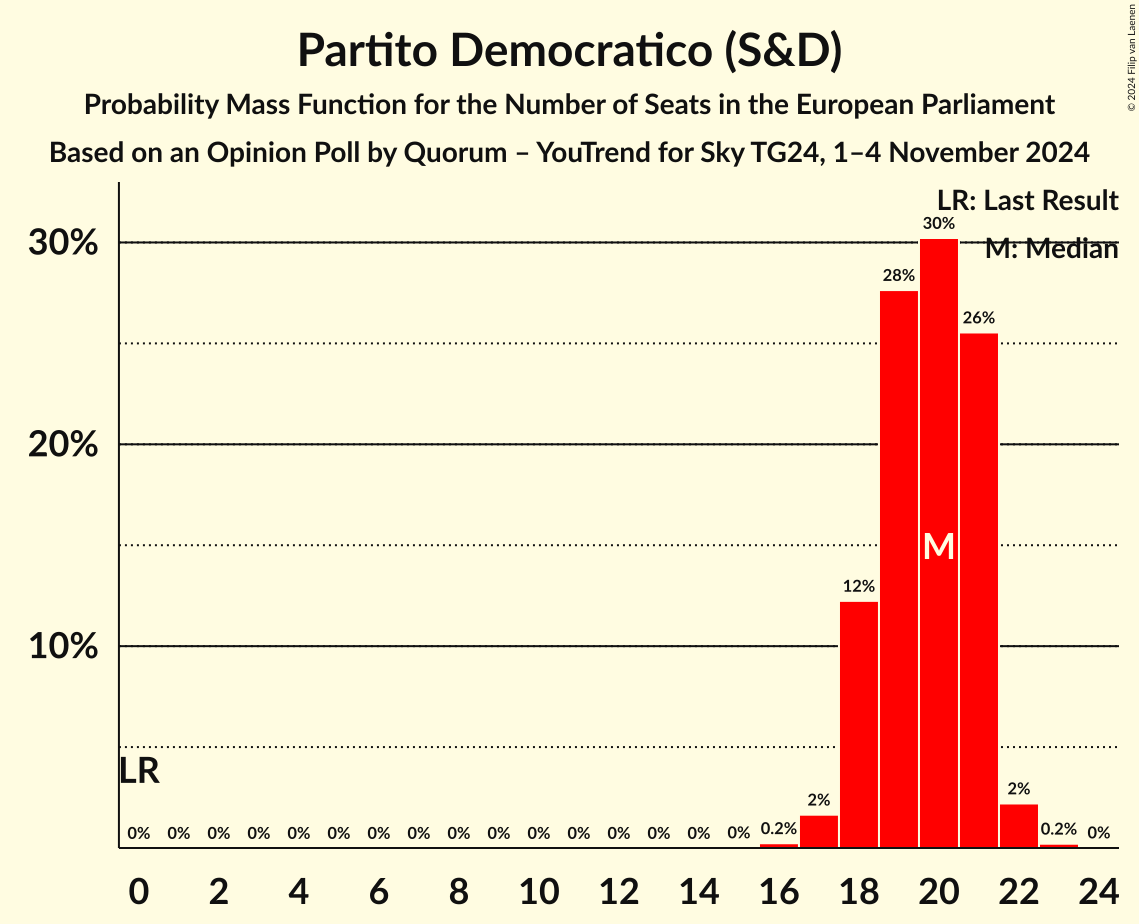 Partito Democratico (S&D)
Probability Mass Function for the Number of Seats in the European Parliament
Based on an Opinion Poll by Quorum – YouTrend for Sky TG24, 1–4 November 2024
© 2024 Filip van Laenen
LR: Last Result
M: Median
30%
20%
10%
LR
0% 0% 0% 0% 0% 0% 0% 0% 0% 0% 0% 0% 0% 0% 0% 0% 0.2% 2% 12% 28% 30% 26% 2% 0.2% 0%
M
0 2 4 6 8 10 12 14 16 18 20 22 24